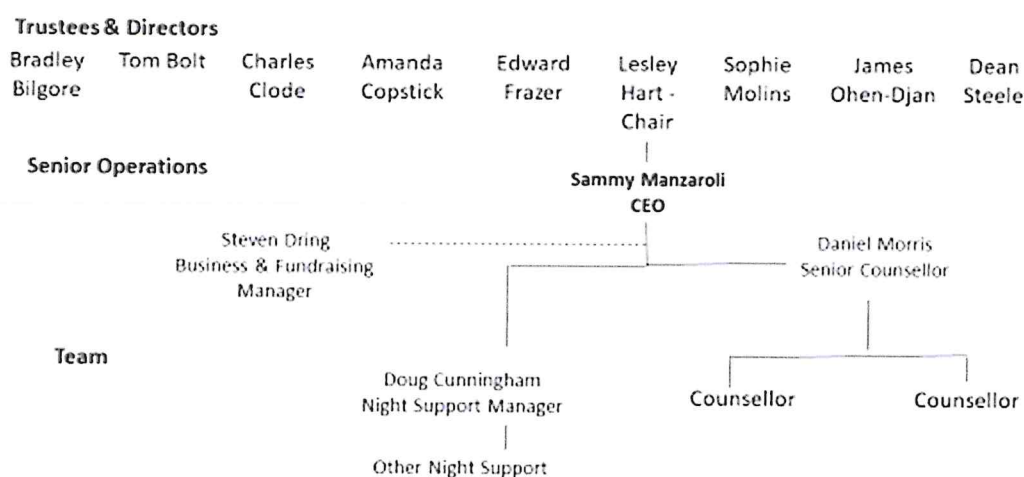 Trustees & Directors
Bradley Tom Bolt Charles Amanda Edward Lesley Sophie James Dean
Bilgore Clode Copstick Frazer Hart - Molins Ohen-Djan Steele
Chair
Senior Operations
Sammy Manzaroli
CEO
Steven Dring Daniel Morris
Business & Fundraising Senior Counsellor
Manager
Team
Doug Cunningham Counsellor Counsellor
Night Support Manager
Other Night Support